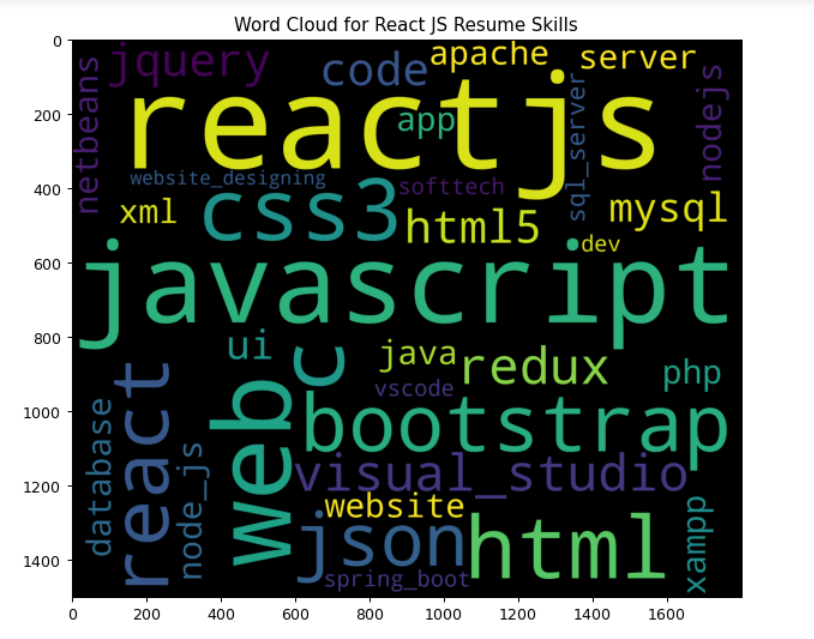 Word Cloud for React JS Resume Skills
0
200
400
600
800
1000
1200
1400
netbeans
jquery
code
apache
server
reactjs
app
sql_server
nodejs
website_designing
softtech
xml
css3
html5
mysql
dev
javascript
ui
c
java
redux
php
vscode
database
react
node_js
web
bootstrap
visual_studio
website
json
html
xampp
spring_boot
0
200
400
600
800
1000
1200
1400
1600